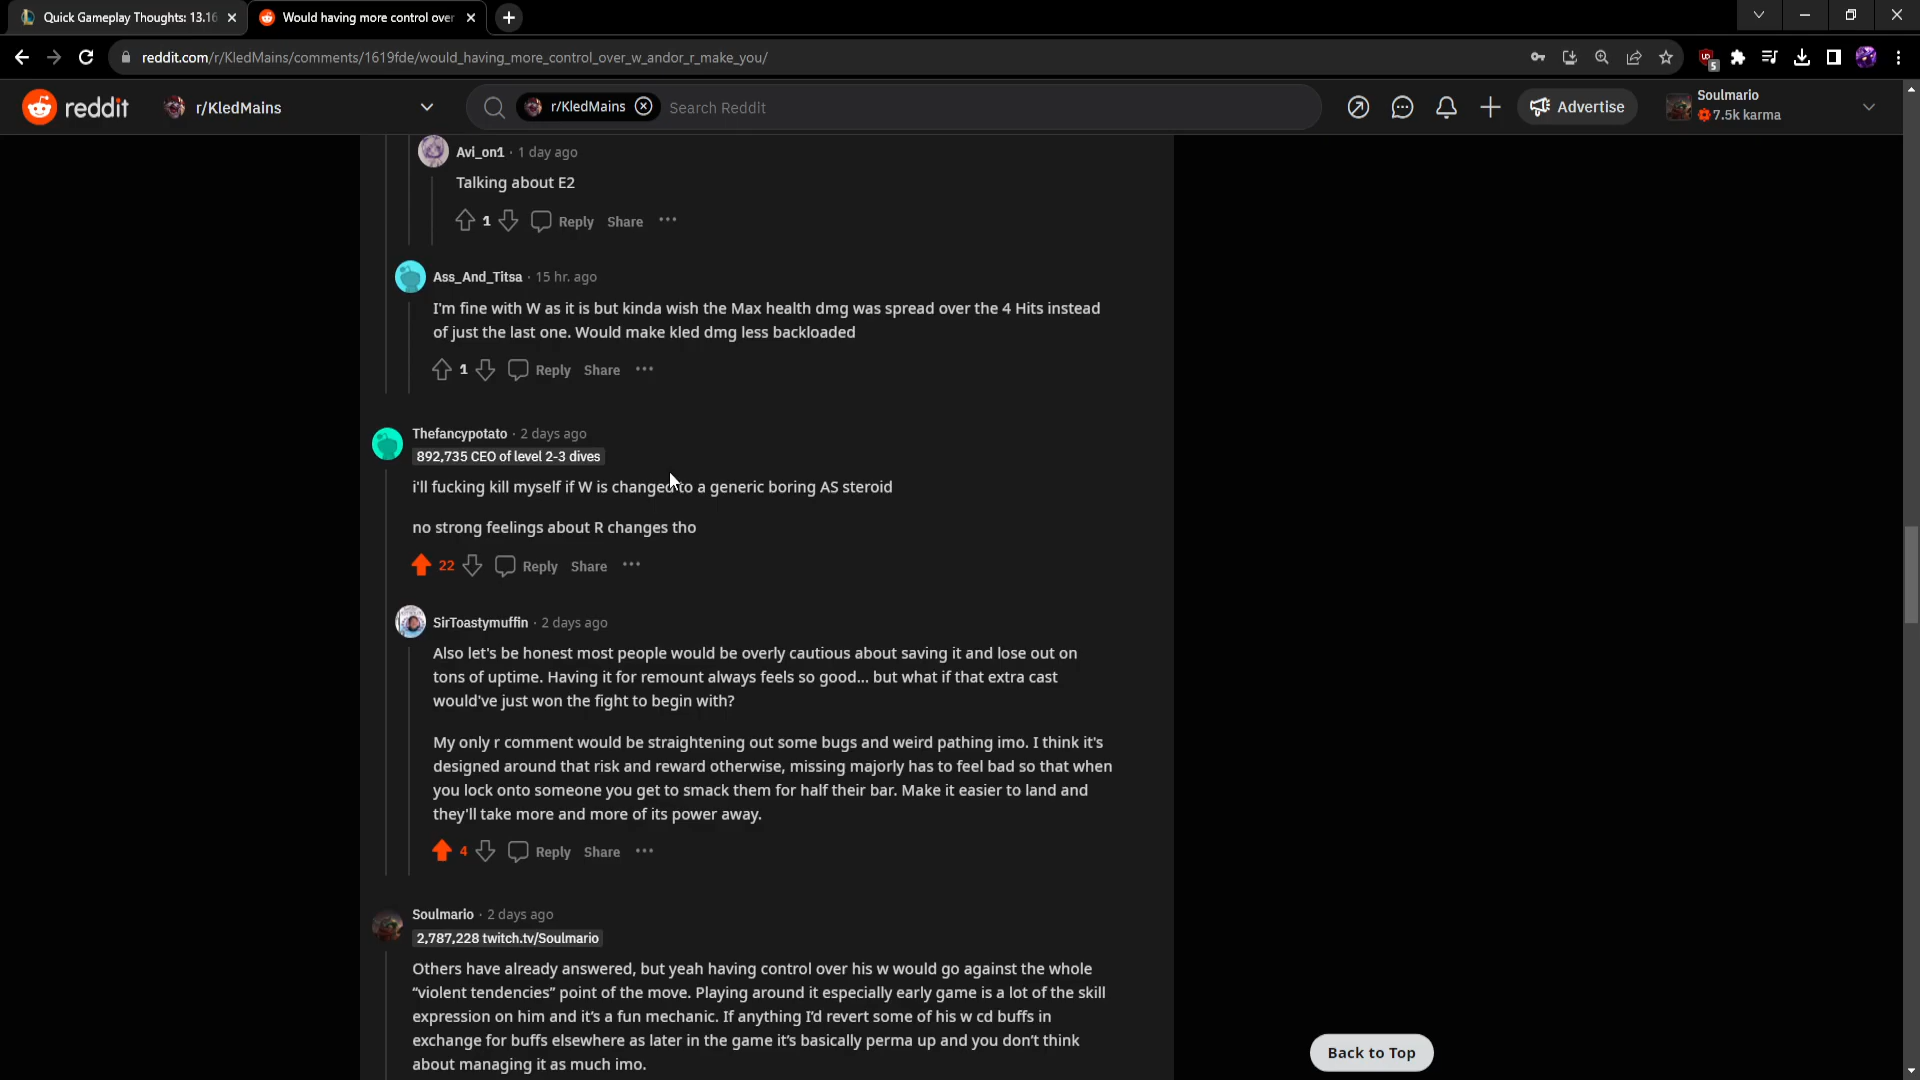 Quick Gameplay Thoughts: 13.16
Would having more control over
reddit.com/r/KledMains/comments/1619fde/would_having_more_control_over_w_andor_r_make_you/
5
reddit
r/KledMains
r/KledMains
Search Reddit
Advertise
Soulmario
7.5k karma
Avi_on1 · 1 day ago
Talking about E2
1 Reply Share ···
Ass_And_Titsa · 15 hr. ago
I'm fine with W as it is but kinda wish the Max health dmg was spread over the 4 Hits instead
of just the last one. Would make kled dmg less backloaded
1 Reply Share ···
Thefancypotato · 2 days ago
892,735 CEO of level 2-3 dives
i'll fucking kill myself if W is changed to a generic boring AS steroid
no strong feelings about R changes tho
22 Reply Share ···
SirToastymuffin · 2 days ago
Also let's be honest most people would be overly cautious about saving it and lose out on
tons of uptime. Having it for remount always feels so good... but what if that extra cast
would've just won the fight to begin with?
My only r comment would be straightening out some bugs and weird pathing imo. I think it's
designed around that risk and reward otherwise, missing majorly has to feel bad so that when
you lock onto someone you get to smack them for half their bar. Make it easier to land and
they'll take more and more of its power away.
4 Reply Share ···
Soulmario · 2 days ago
2,787,228 twitch.tv/Soulmario
Others have already answered, but yeah having control over his w would go against the whole
“violent tendencies” point of the move. Playing around it especially early game is a lot of the skill
expression on him and it’s a fun mechanic. If anything I’d revert some of his w cd buffs in
exchange for buffs elsewhere as later in the game it’s basically perma up and you don’t think
about managing it as much imo.
Back to Top